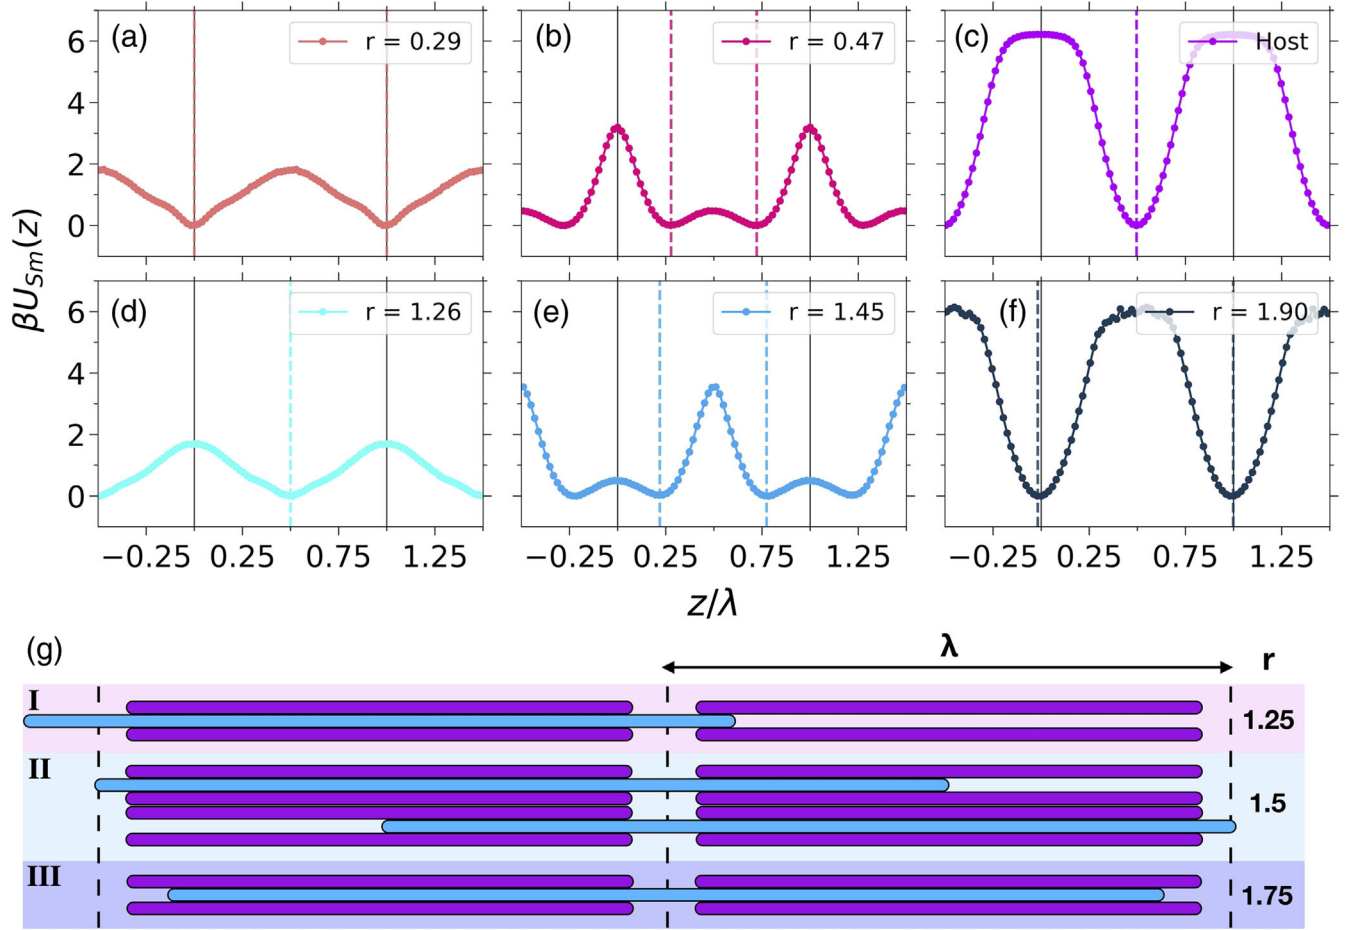 (a) r = 0.29
(b) r = 0.47
(c) Host
6
4
2
0
βU_Sm(z)
(d) r = 1.26
(e) r = 1.45
(f) r = 1.90
6
4
2
0
−0.25 0.25 0.75 1.25
−0.25 0.25 0.75 1.25
−0.25 0.25 0.75 1.25
z/λ
(g) λ r
I 1.25
II 1.5
III 1.75